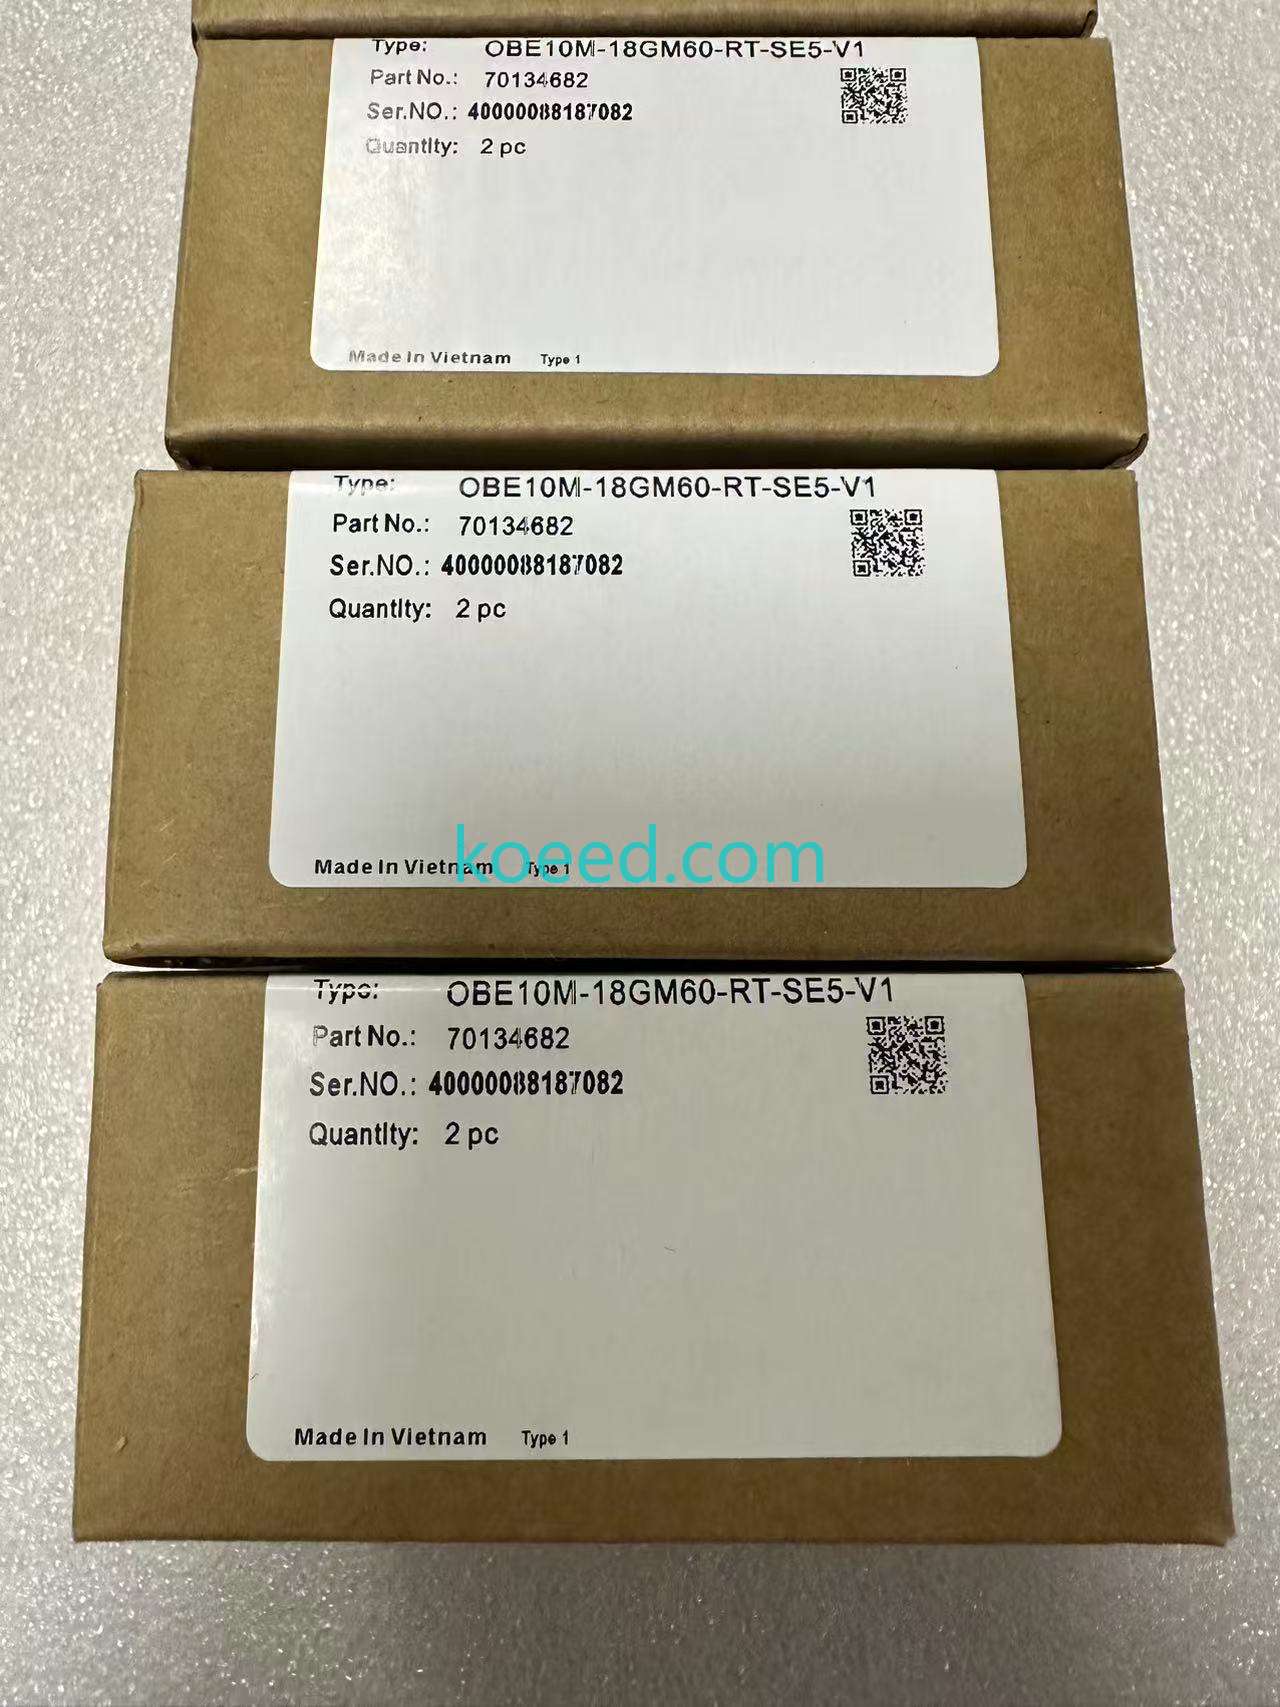 Type: OBE10M-18GM60-RT-SE5-V1
Part No.: 70134682
Ser.NO.: 40000088187082
Quantity: 2 pc
Made In Vietnam Type 1
Type: OBE10M-18GM60-RT-SE5-V1
Part No.: 70134682
Ser.NO.: 40000088187082
Quantity: 2 pc
koeed.com
Made In Vietnam Type 1
Type: OBE10M-18GM60-RT-SE5-V1
Part No.: 70134682
Ser.NO.: 40000088187082
Quantity: 2 pc
Made In Vietnam Type 1